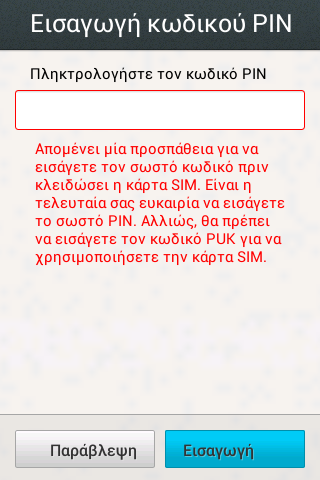 Εισαγωγή κωδικού PIN
Πληκτρολογήστε τον κωδικό PIN
Απομένει μία προσπάθεια για να
εισάγετε τον σωστό κωδικό πριν
κλειδώσει η κάρτα SIM. Είναι η
τελευταία σας ευκαιρία να εισάγετε
το σωστό PIN. Αλλιώς, θα πρέπει
να εισάγετε τον κωδικό PUK για να
χρησιμοποιήσετε την κάρτα SIM.
Παράβλεψη
Εισαγωγή